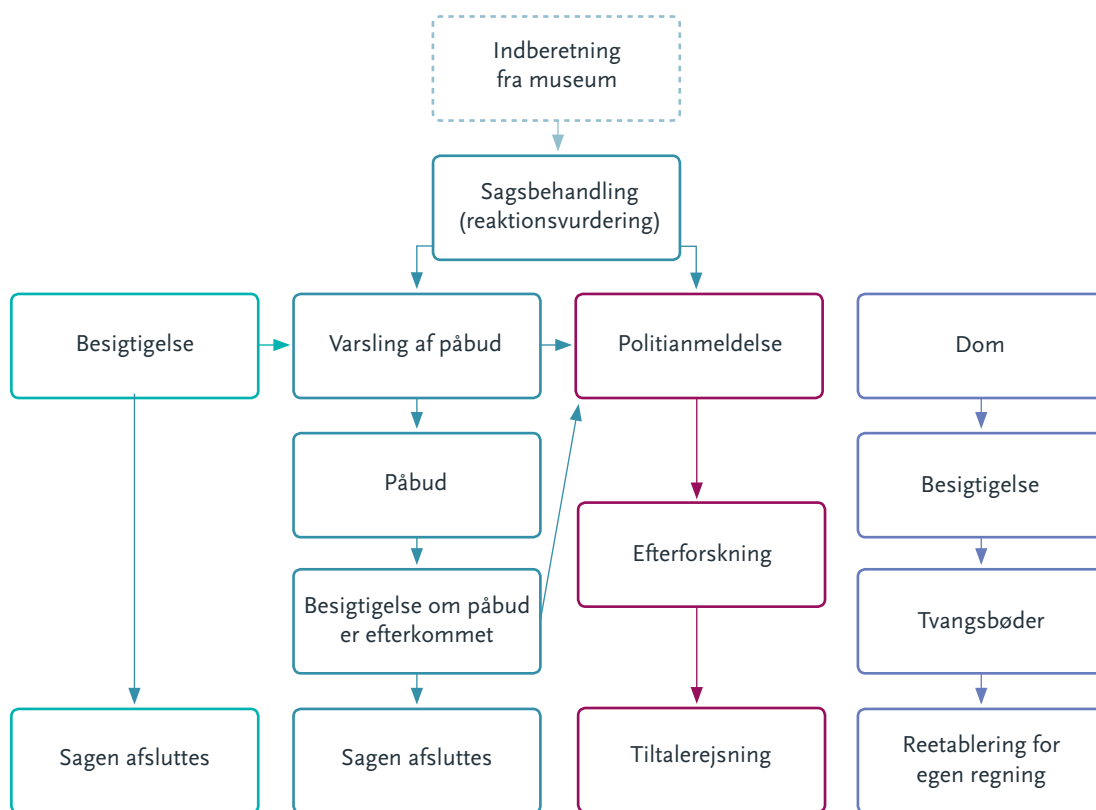 Indberetning
fra museum
Sagsbehandling
(reaktionsvurdering)
Besigtigelse
Varsling af påbud
Politianmeldelse
Dom
Påbud
Besigtigelse
Efterforskning
Besigtigelse om påbud
er efterkommet
Tvangsbøder
Sagen afsluttes
Sagen afsluttes
Tiltalerejsning
Reetablering for
egen regning